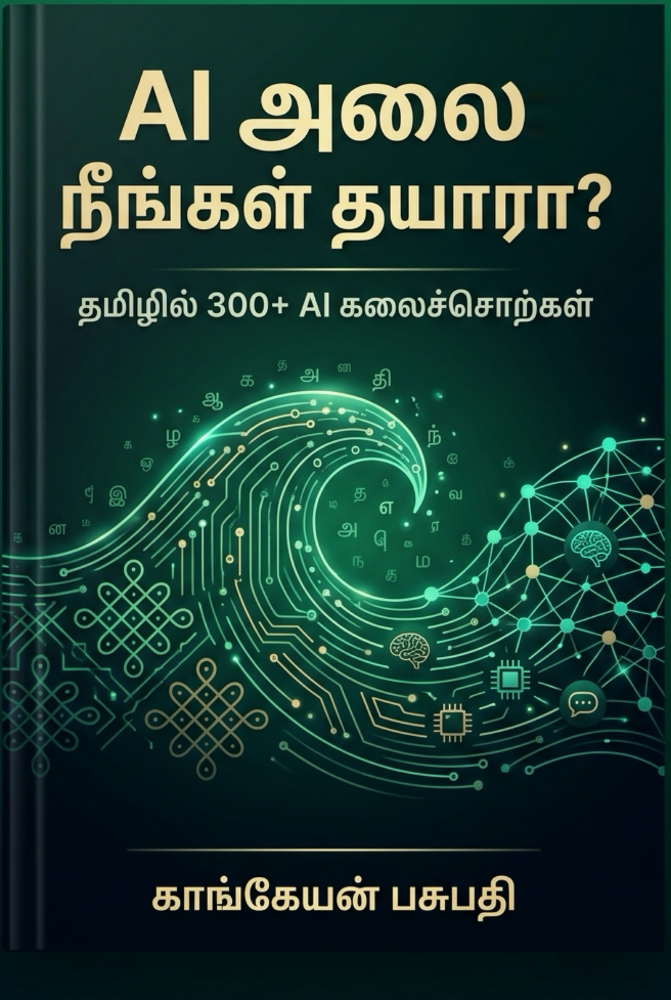 AI அலை
நீங்கள் தயாரா?
தமிழில் 300+ AI கலைச்சொற்கள்
த
அ
ன
தி
க
ஆ
ழ
ந்
இ
வ
த
எ
அ
ன
ந
ம
த
காங்கேயன் பசுபதி